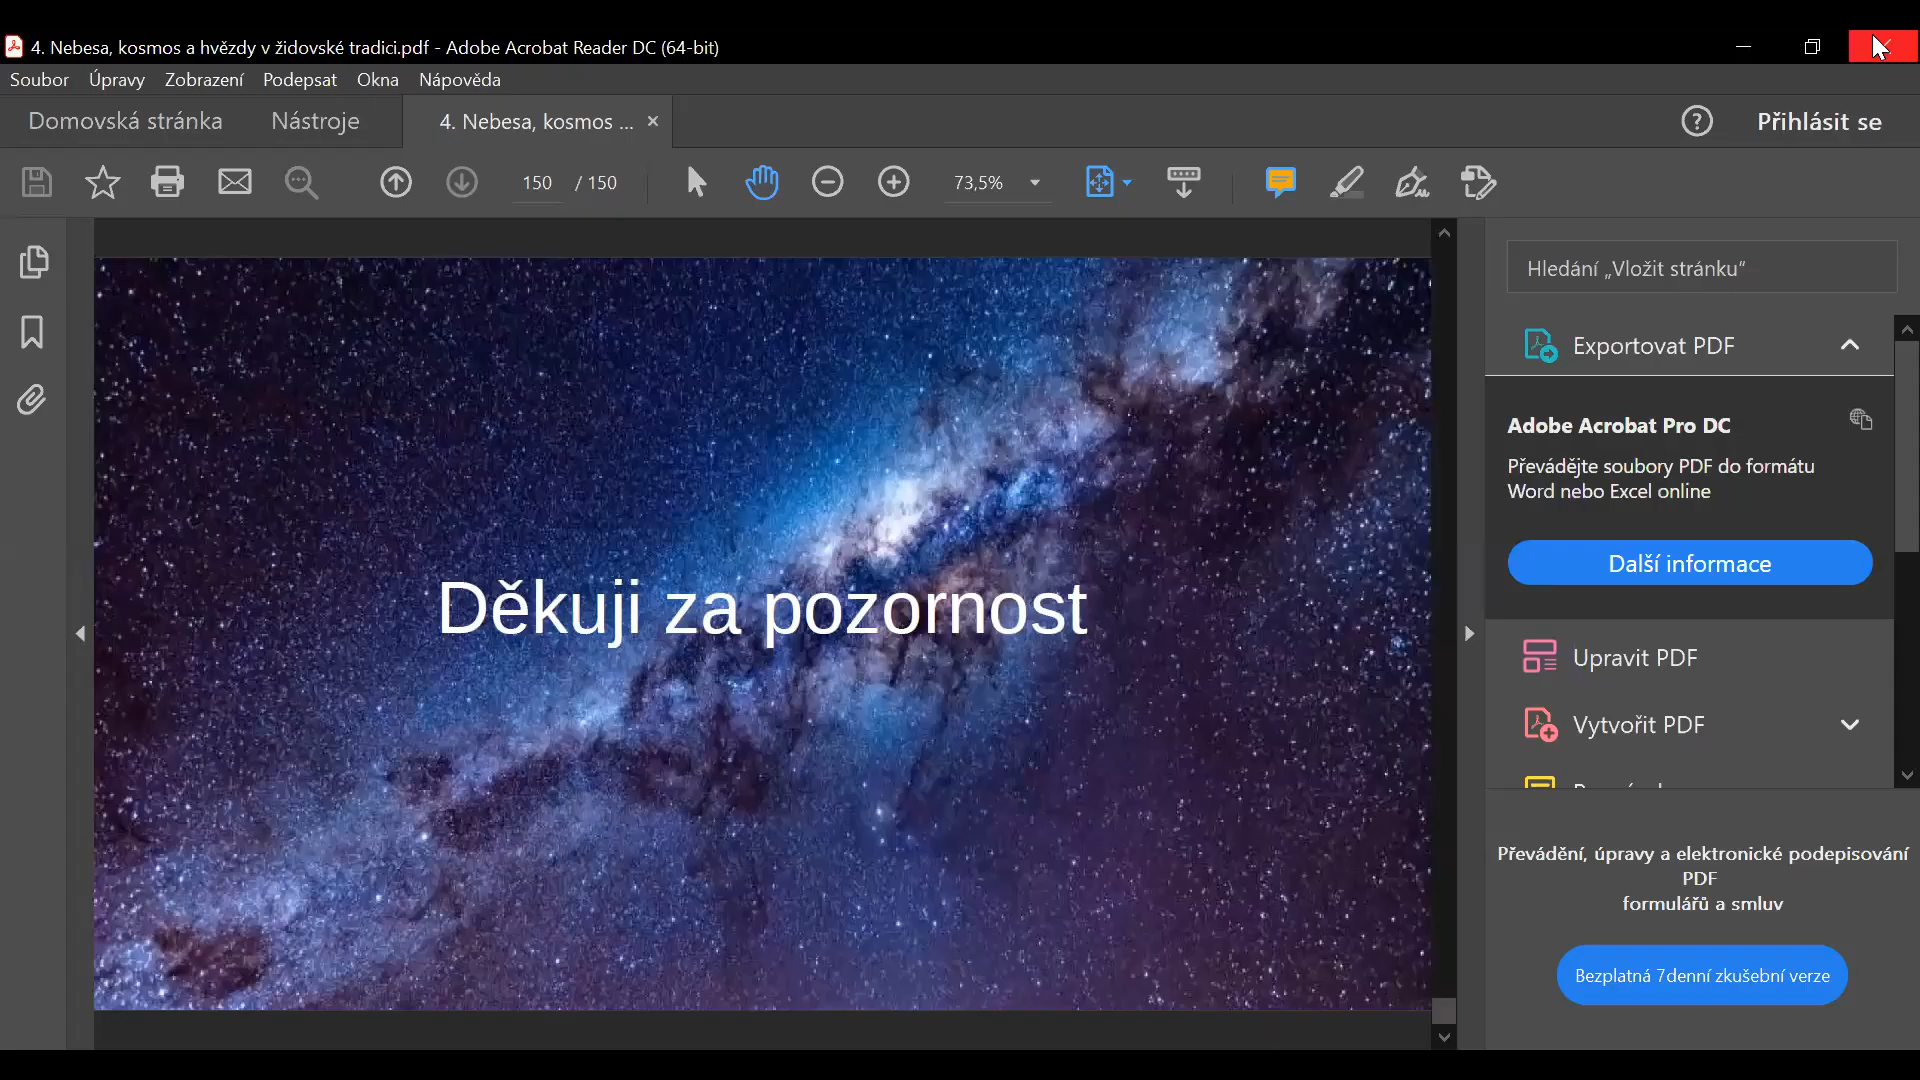 4. Nebesa, kosmos a hvězdy v židovské tradici.pdf - Adobe Acrobat Reader DC (64-bit)
Soubor Úpravy Zobrazení Podepsat Okna Nápověda
Domovská stránka Nástroje 4. Nebesa, kosmos ... × ? Přihlásit se
150 / 150 73,5%
Hledání „Vložit stránku“
Exportovat PDF
Adobe Acrobat Pro DC
Převádějte soubory PDF do formátu
Word nebo Excel online
Další informace
Děkuji za pozornost
Upravit PDF
Vytvořit PDF
Převádění, úpravy a elektronické podepisování
PDF
formulářů a smluv
Bezplatná 7denní zkušební verze